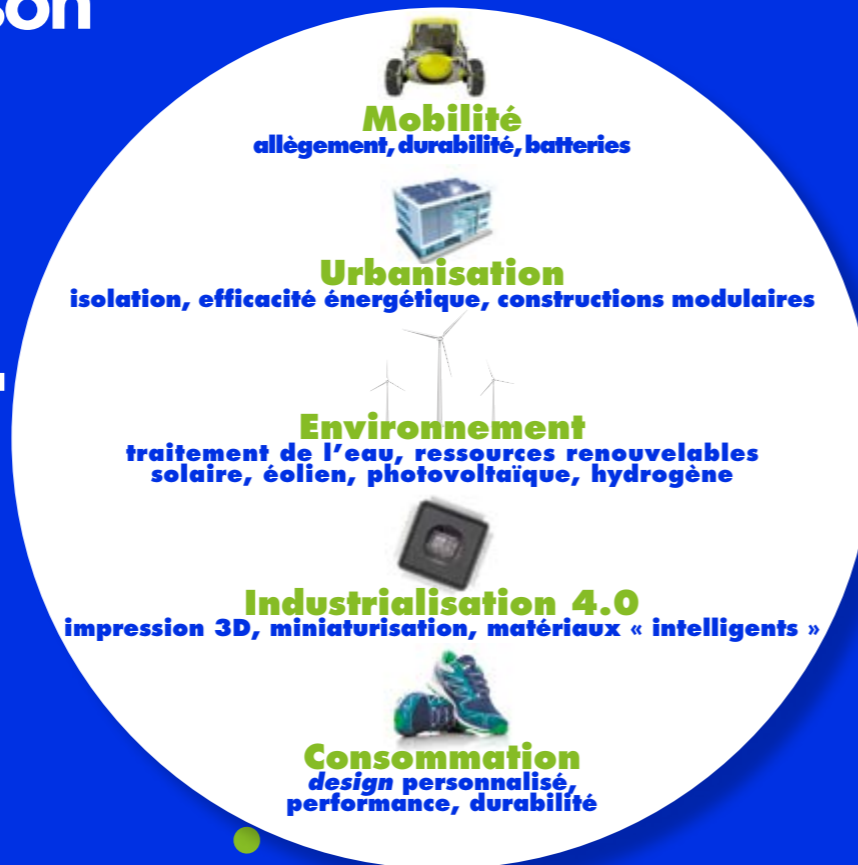 son
Mobilité
allègement, durabilité, batteries
Urbanisation
isolation, efficacité énergétique, constructions modulaires
Environnement
traitement de l’eau, ressources renouvelables
solaire, éolien, photovoltaïque, hydrogène
Industrialisation 4.0
impression 3D, miniaturisation, matériaux « intelligents »
Consommation
design personnalisé,
performance, durabilité